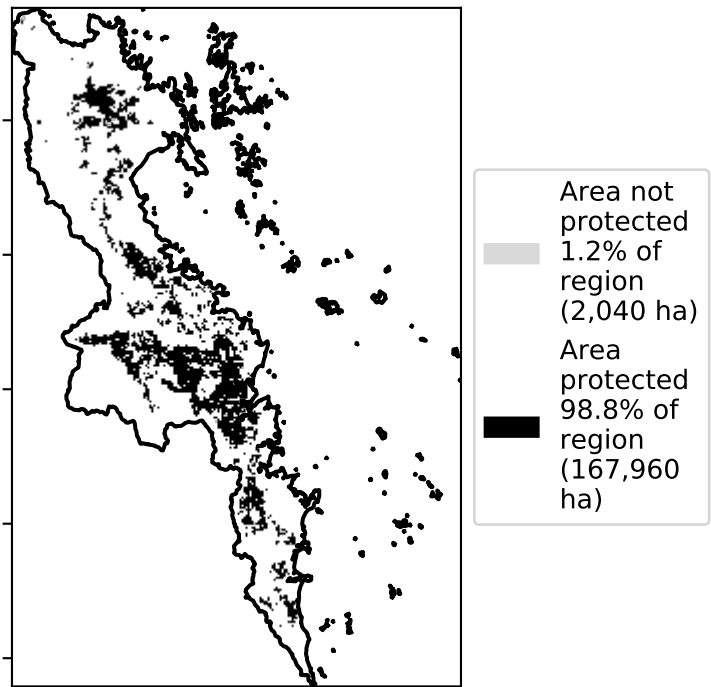 Area not
protected
1.2% of
region
(2,040 ha)
Area
protected
98.8% of
region
(167,960
ha)